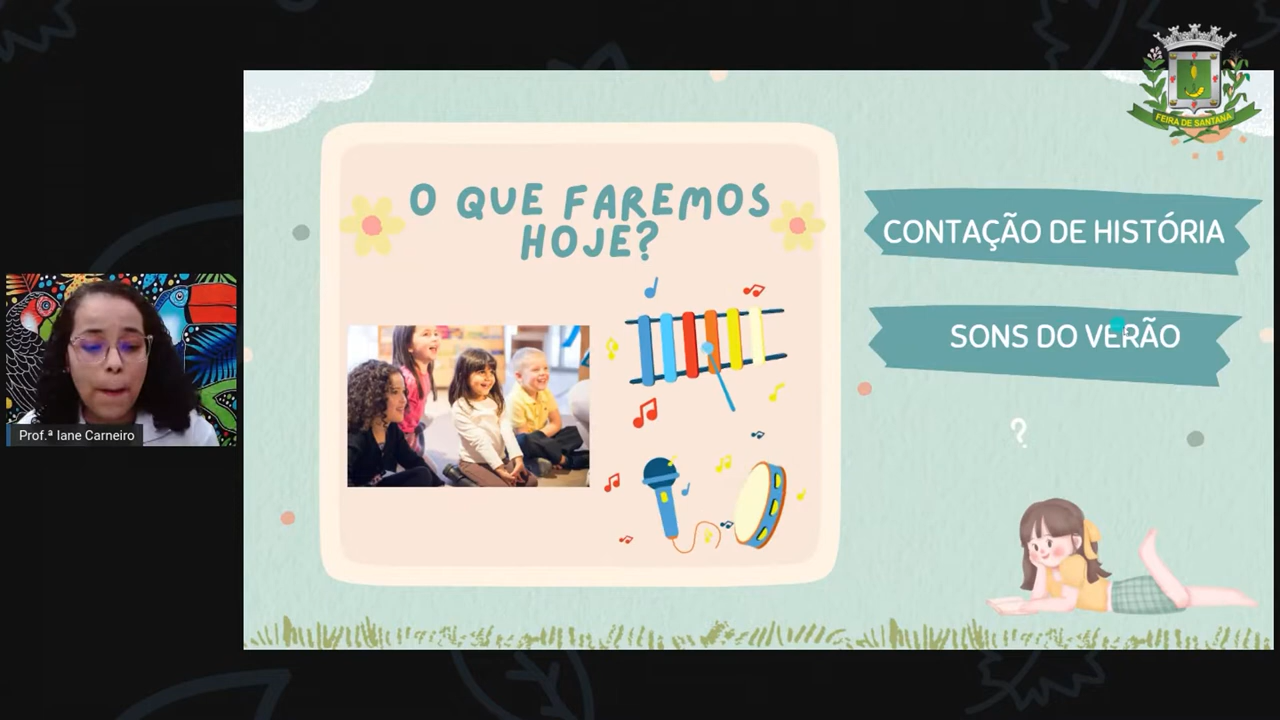 FEIRA DE SANTANA
O QUE FAREMOS
HOJE?
CONTAÇÃO DE HISTÓRIA
SONS DO VERÃO
?
Prof.ª Iane Carneiro